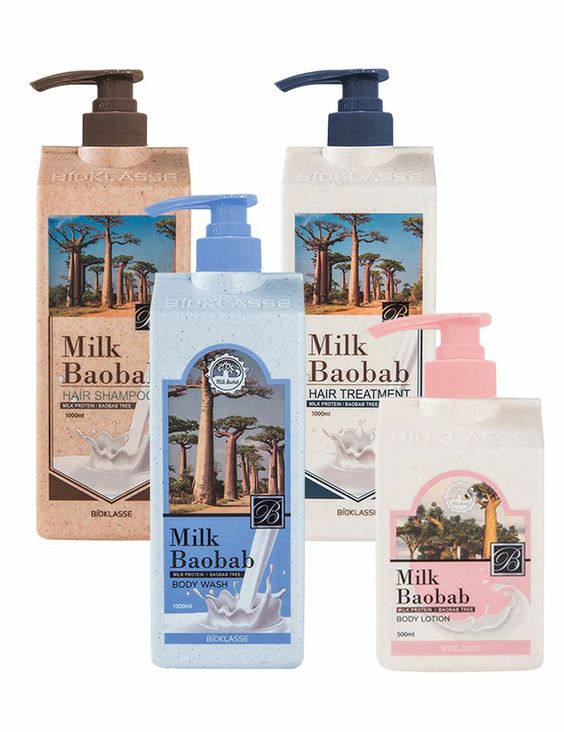 BIOKLASSE
B
Milk
Baobab
HAIR SHAMPOO
MILK PROTEIN / BAOBAB TREE
1000ml
BIOKLASSE
BIOKLASSE
B
Milk
Baobab
HAIR TREATMENT
MILK PROTEIN / BAOBAB TREE
1000ml
BIOKLASSE
BIOKLASSE
Milk Baobab
B
Milk
Baobab
MILK PROTEIN / BAOBAB TREE
BODY WASH
1000ml
BIOKLASSE
BIOKLASSE
B
Milk
Baobab
MILK PROTEIN / BAOBAB TREE
BODY LOTION
500ml
BIOKLASSE